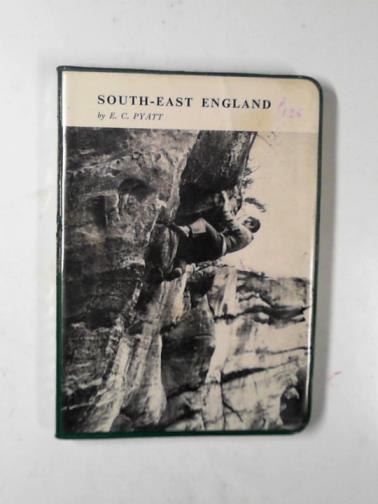 SOUTH-EAST ENGLAND
by E. C. PYATT